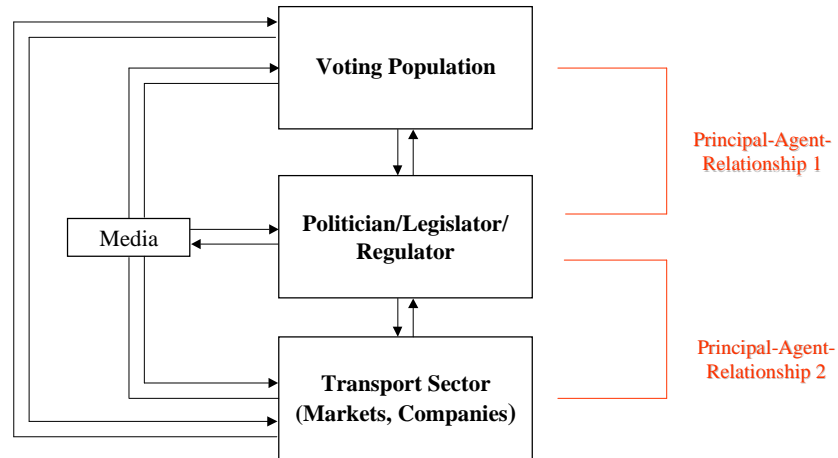 Voting Population
Principal-Agent-
Relationship 1
Politician/Legislator/
Regulator
Media
Principal-Agent-
Relationship 2
Transport Sector
(Markets, Companies)